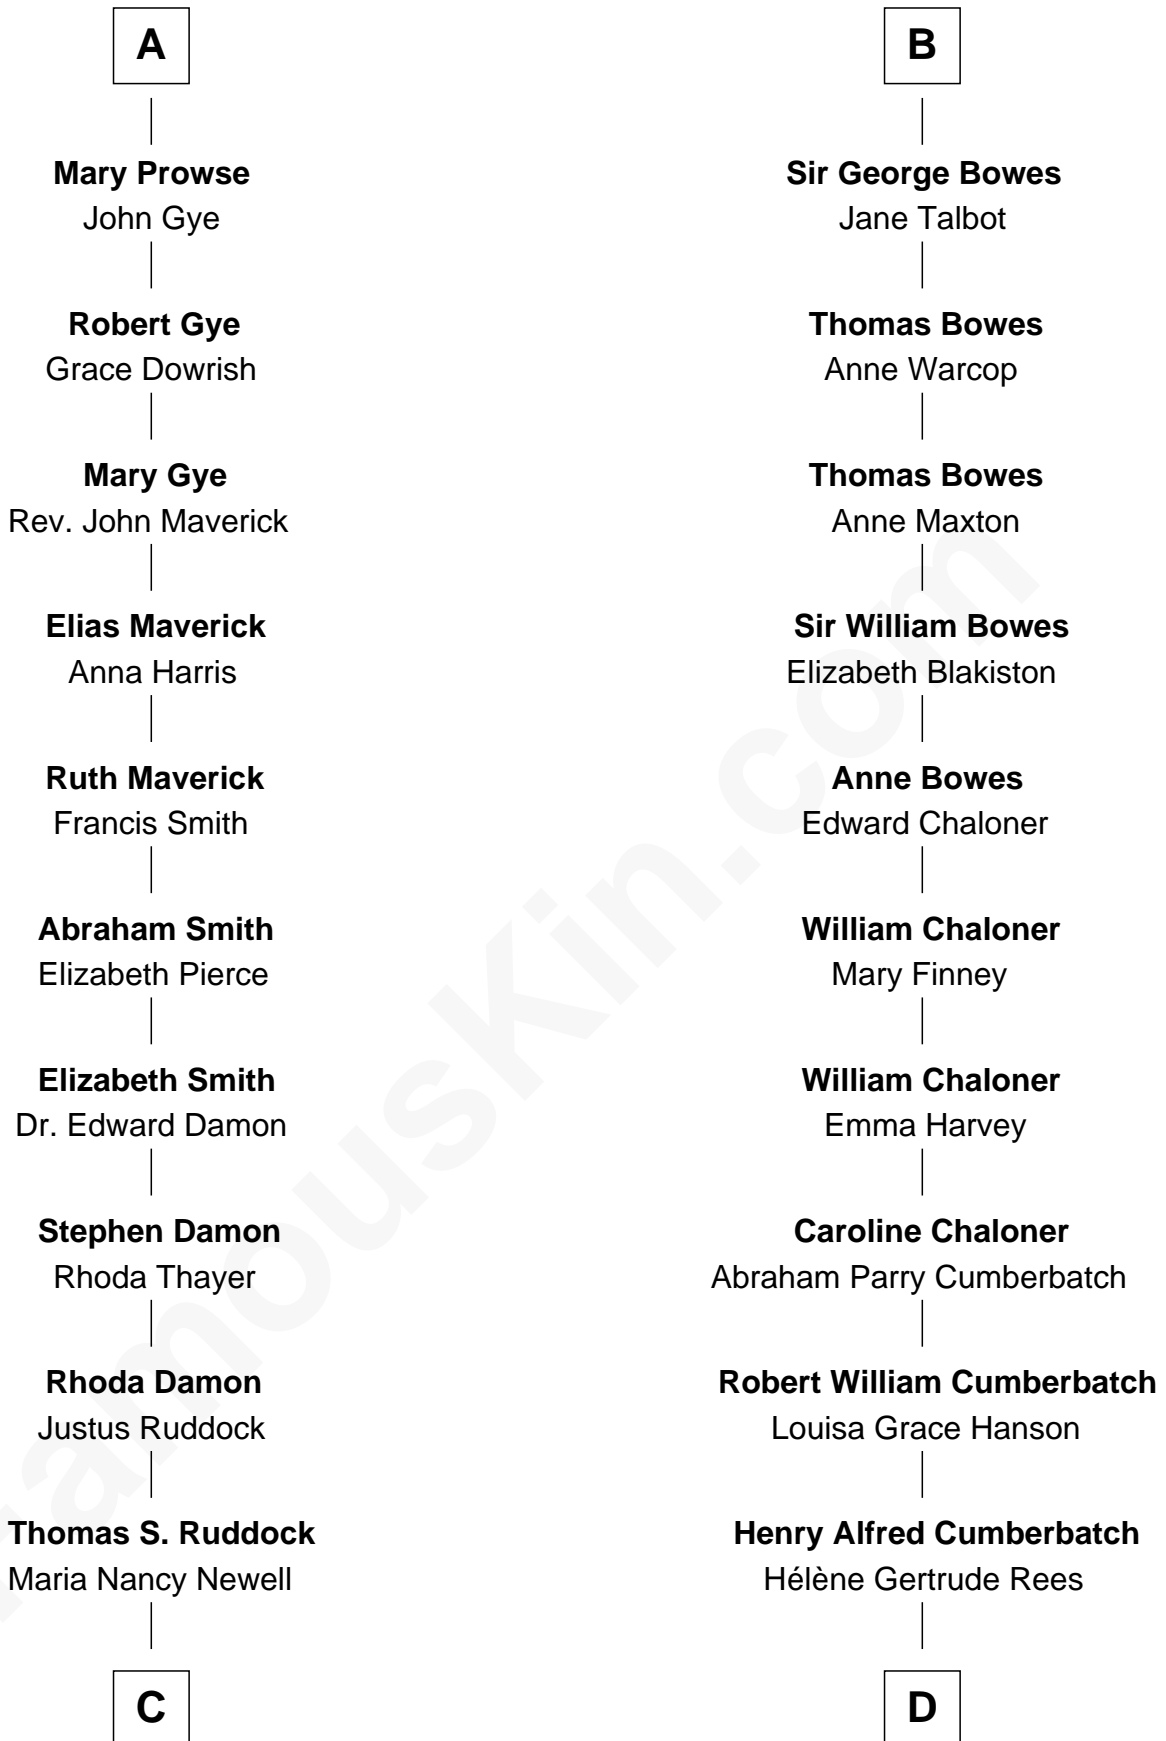 A
Mary Prowse
John Gye
Robert Gye
Grace Dowrish
Mary Gye
Rev. John Maverick
Elias Maverick
Anna Harris
Ruth Maverick
Francis Smith
Abraham Smith
Elizabeth Pierce
Elizabeth Smith
Dr. Edward Damon
Stephen Damon
Rhoda Thayer
Rhoda Damon
Justus Ruddock
Thomas S. Ruddock
Maria Nancy Newell
C
B
Sir George Bowes
Jane Talbot
Thomas Bowes
Anne Warcop
Thomas Bowes
Anne Maxton
Sir William Bowes
Elizabeth Blakiston
Anne Bowes
Edward Chaloner
William Chaloner
Mary Finney
William Chaloner
Emma Harvey
Caroline Chaloner
Abraham Parry Cumberbatch
Robert William Cumberbatch
Louisa Grace Hanson
Henry Alfred Cumberbatch
Hélène Gertrude Rees
D
FamousKin.com